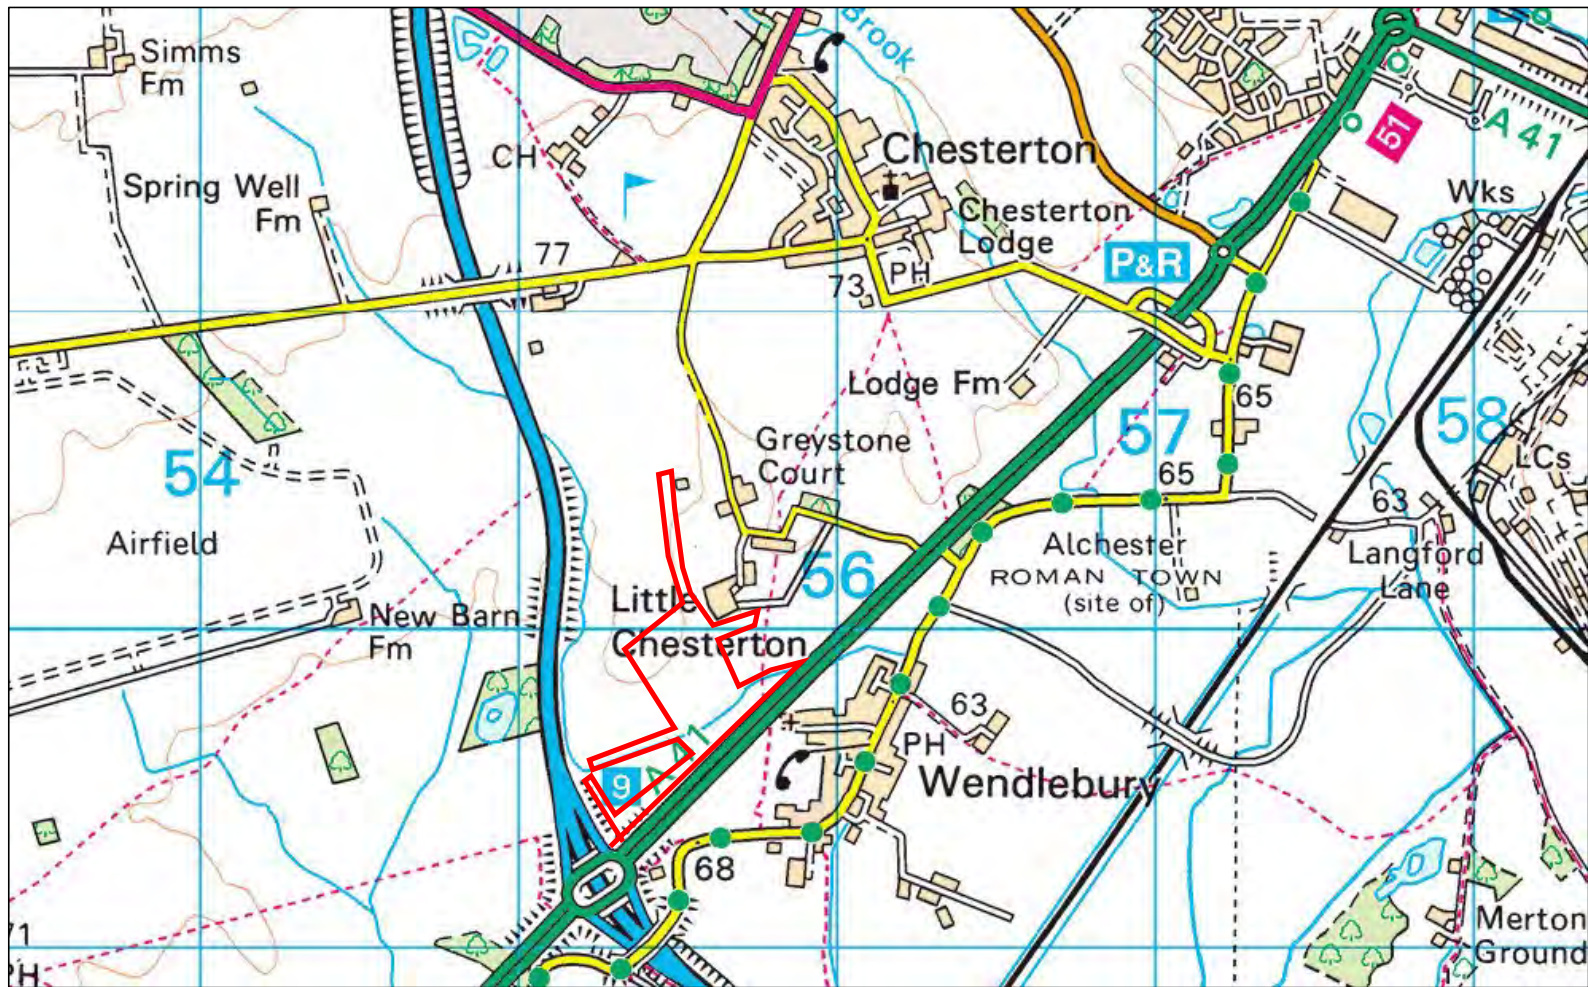 Simms
Fm
Brook
A 41
51
Chesterton
CH
Spring Well
Fm
Wks
Chesterton
Lodge
77
PH
P&R
73
Lodge Fm
65
57
58
Greystone
Court
54
LCs
65
63
Airfield
Alchester
ROMAN TOWN
(site of)
Langford
Lane
56
Little
Chesterton
New Barn
Fm
63
PH
A 41
9
Wendlebury
68
71
PH
Merton
Ground